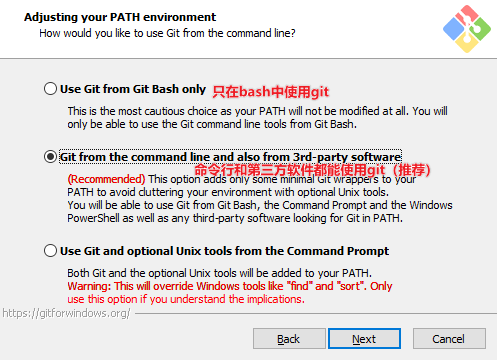 Adjusting your PATH environment
How would you like to use Git from the command line?
Use Git from Git Bash only 只在bash中使用git
This is the most cautious choice as your PATH will not be modified at all. You will
only be able to use the Git command line tools from Git Bash.
Git from the command line and also from 3rd-party software
命令行和第三方软件都能使用git（推荐）
(Recommended) This option adds only some minimal Git wrappers to your
PATH to avoid cluttering your environment with optional Unix tools.
You will be able to use Git from Git Bash, the Command Prompt and the Windows
PowerShell as well as any third-party software looking for Git in PATH.
Use Git and optional Unix tools from the Command Prompt
Both Git and the optional Unix tools will be added to your PATH.
Warning: This will override Windows tools like "find" and "sort". Only
use this option if you understand the implications.
https://gitforwindows.org/
Back Next Cancel